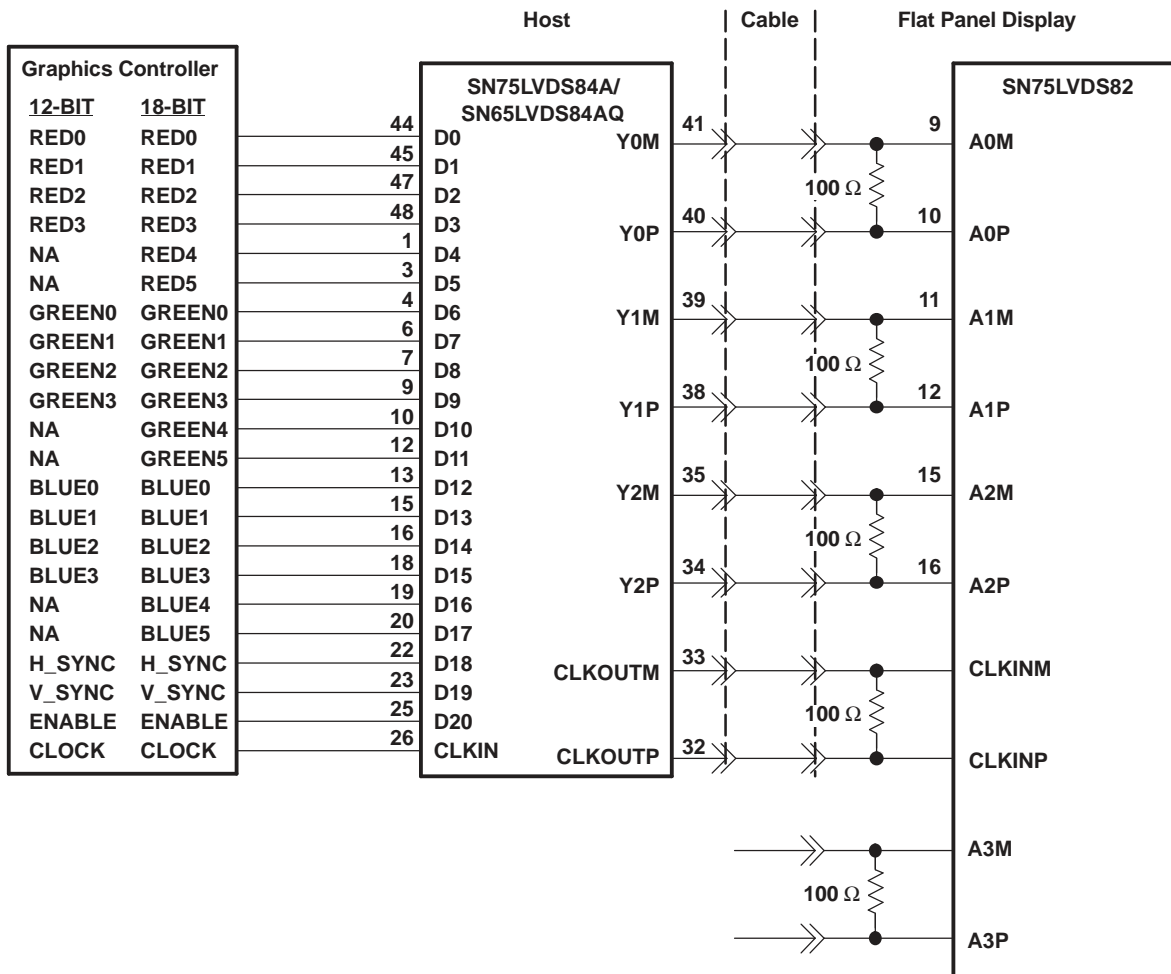 Host Cable Flat Panel Display
Graphics Controller
12-BIT 18-BIT
RED0 RED0
RED1 RED1
RED2 RED2
RED3 RED3
NA RED4
NA RED5
GREEN0 GREEN0
GREEN1 GREEN1
GREEN2 GREEN2
GREEN3 GREEN3
NA GREEN4
NA GREEN5
BLUE0 BLUE0
BLUE1 BLUE1
BLUE2 BLUE2
BLUE3 BLUE3
NA BLUE4
NA BLUE5
H_SYNC H_SYNC
V_SYNC V_SYNC
ENABLE ENABLE
CLOCK CLOCK
SN75LVDS84A/
SN65LVDS84AQ
44 D0
45 D1
47 D2
48 D3
1 D4
3 D5
4 D6
6 D7
7 D8
9 D9
10 D10
12 D11
13 D12
15 D13
16 D14
18 D15
19 D16
20 D17
22 D18
23 D19
25 D20
26 CLKIN
Y0M 41
Y0P 40
Y1M 39
Y1P 38
Y2M 35
Y2P 34
CLKOUTM 33
CLKOUTP 32
SN75LVDS82
9 A0M
100 Ω
10 A0P
11 A1M
100 Ω
12 A1P
15 A2M
100 Ω
16 A2P
CLKINM
100 Ω
CLKINP
A3M
100 Ω
A3P